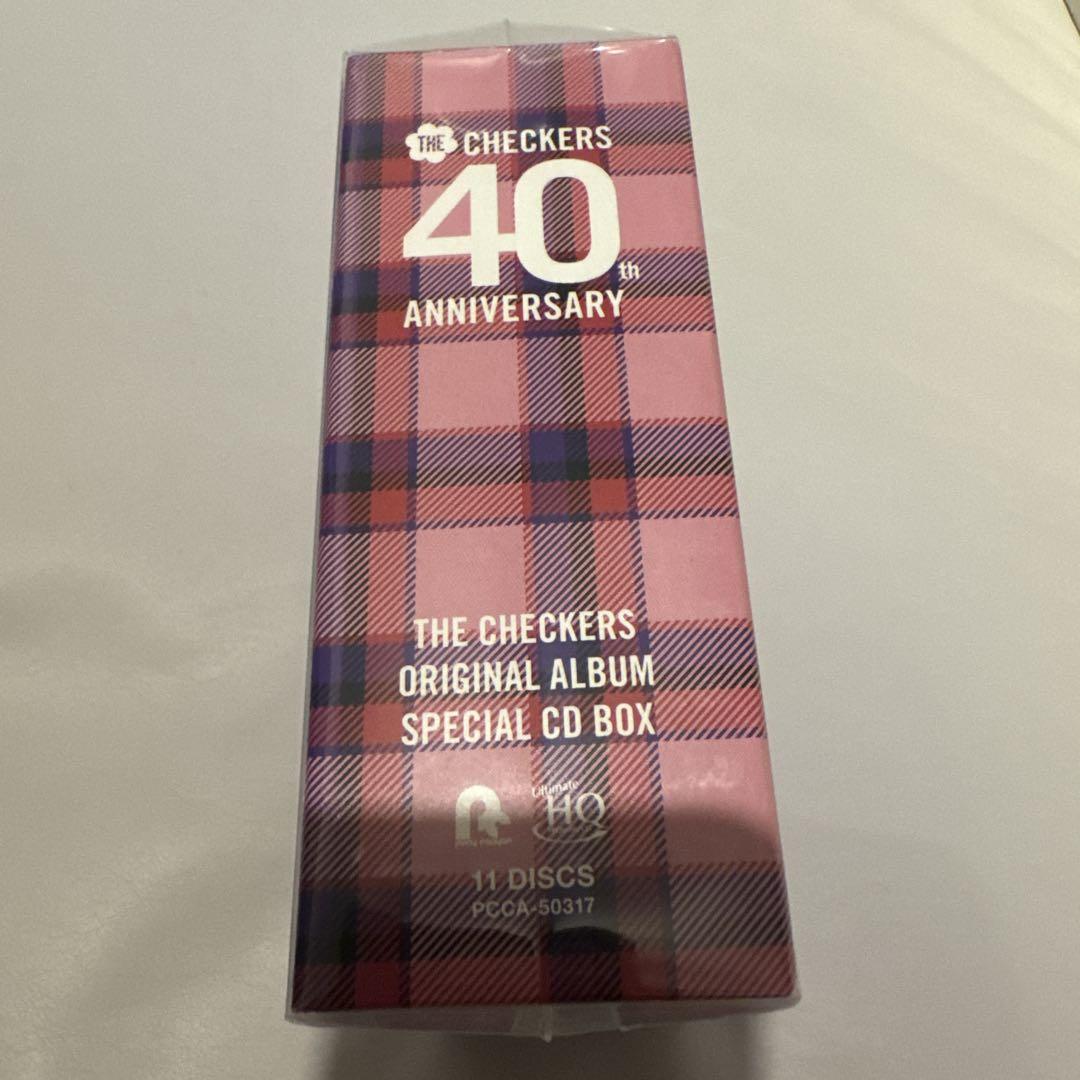 THE CHECKERS
40th
ANNIVERSARY
THE CHECKERS
ORIGINAL ALBUM
SPECIAL CD BOX
Ultimate
HQ
11 DISCS
PCCA-50317